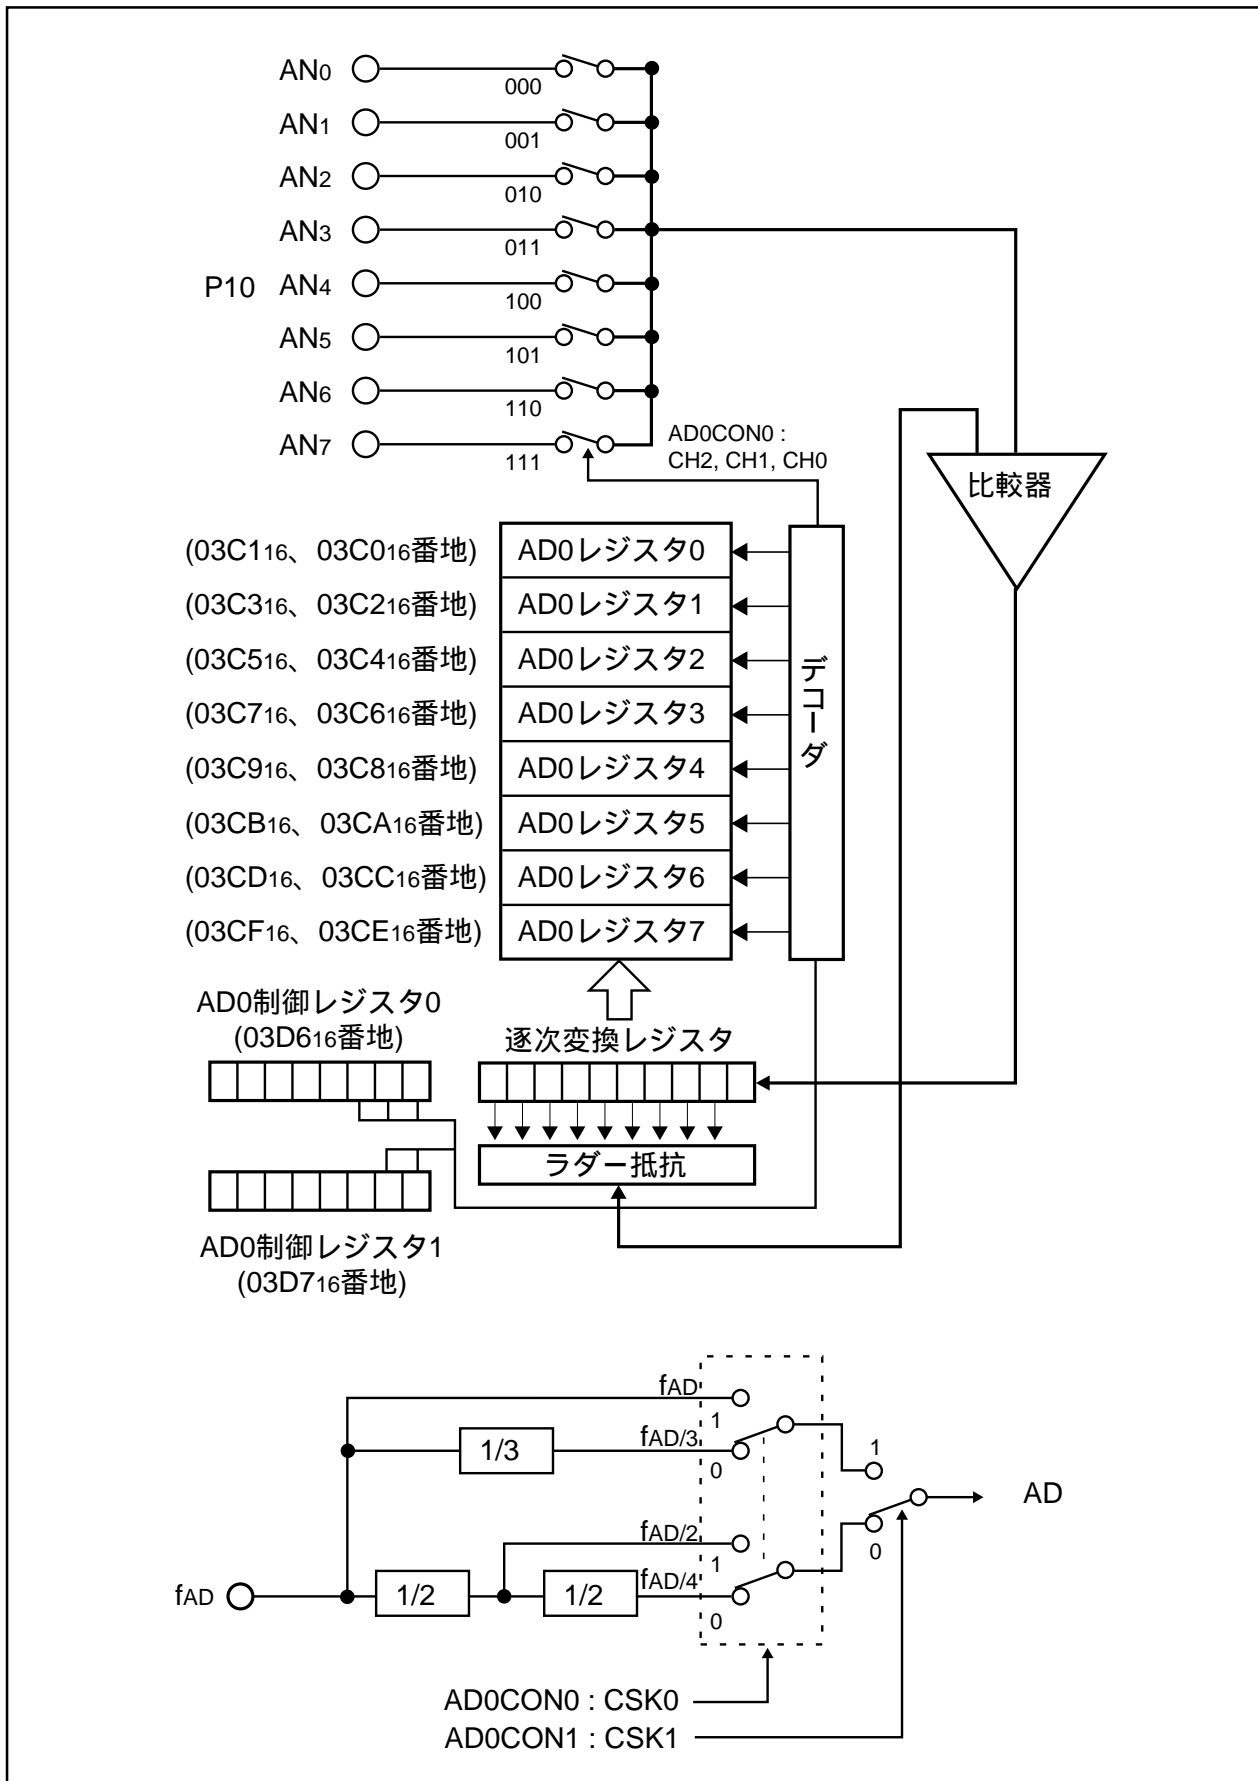 AN0
000
AN1
001
AN2
010
AN3
011
P10 AN4
100
AN5
101
AN6
110
AN7
111
AD0CON0 :
CH2, CH1, CH0
比較器
(03C116、03C016番地) AD0レジスタ0
(03C316、03C216番地) AD0レジスタ1
(03C516、03C416番地) AD0レジスタ2
(03C716、03C616番地) AD0レジスタ3
(03C916、03C816番地) AD0レジスタ4
(03CB16、03CA16番地) AD0レジスタ5
(03CD16、03CC16番地) AD0レジスタ6
(03CF16、03CE16番地) AD0レジスタ7
デコーダ
AD0制御レジスタ0
(03D616番地)
逐次変換レジスタ
ラダー抵抗
AD0制御レジスタ1
(03D716番地)
fAD
1
1/3
fAD/3
0
1
AD
fAD/2
1
0
fAD
1/2
1/2
fAD/4
0
AD0CON0 : CSK0
AD0CON1 : CSK1